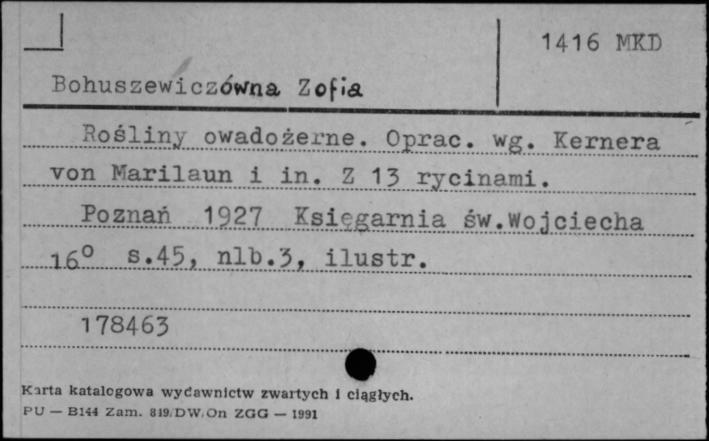 1416 MKD
Bohuszewiczówna Zofia
Rośliny owadożerne. Oprac. wg. Kernera
von Marilaun i in. Z 13 rycinami.
Poznań 1927 Księgarnia św.Wojciecha
16° s.45, nlb.3, ilustr.
178463
Karta katalogowa wydawnictw zwartych i ciągłych.
PU — B144 Zam. 819/DW/On ZGG — 1991